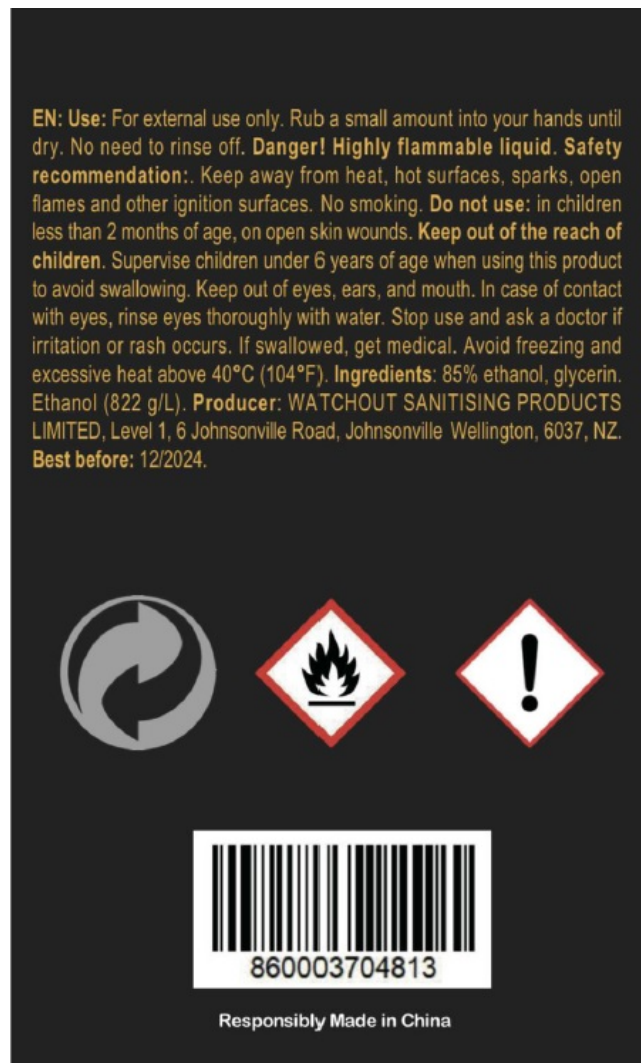 EN: Use: For external use only. Rub a small amount into your hands until
dry. No need to rinse off. Danger! Highly flammable liquid. Safety
recommendation:. Keep away from heat, hot surfaces, sparks, open
flames and other ignition surfaces. No smoking. Do not use: in children
less than 2 months of age, on open skin wounds. Keep out of the reach of
children. Supervise children under 6 years of age when using this product
to avoid swallowing. Keep out of eyes, ears, and mouth. In case of contact
with eyes, rinse eyes thoroughly with water. Stop use and ask a doctor if
irritation or rash occurs. If swallowed, get medical. Avoid freezing and
excessive heat above 40°C (104°F). Ingredients: 85% ethanol, glycerin.
Ethanol (822 g/L). Producer: WATCHOUT SANITISING PRODUCTS
LIMITED, Level 1, 6 Johnsonville Road, Johnsonville Wellington, 6037, NZ.
Best before: 12/2024.
860003704813
Responsibly Made in China